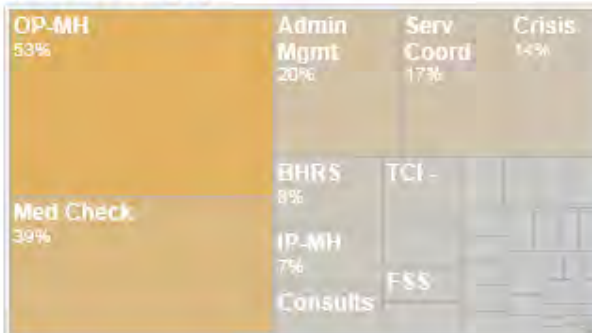 OP-MH
53%
Admin
Mgmt
20%
Serv
Coord
17%
Crisis
14%
Med Check
39%
BHRS
8%
TCI -
IP-MH
7%
FSS
Consults